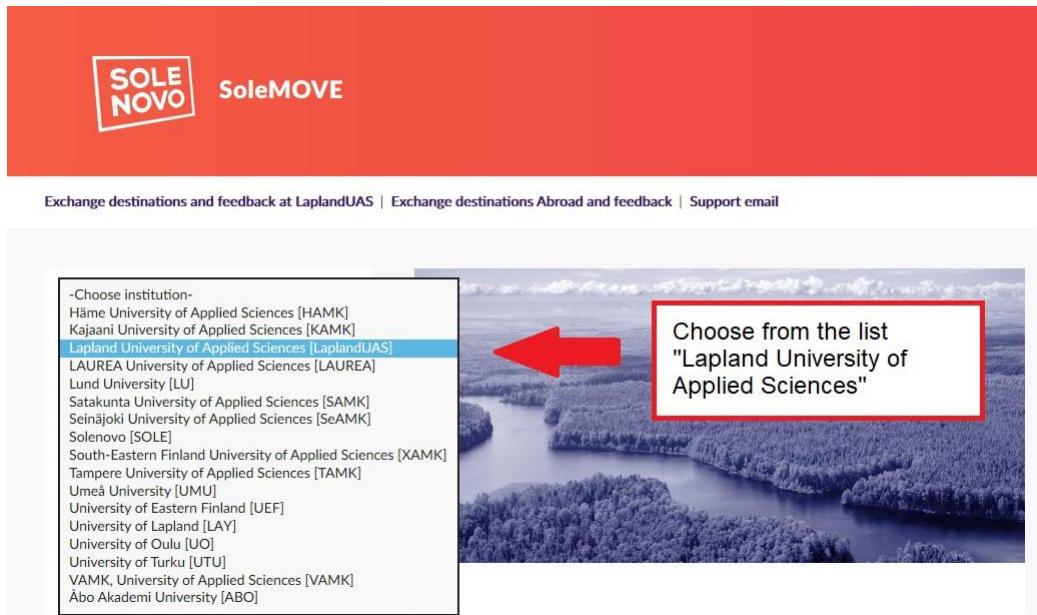 SOLE
NOVO
SoleMOVE
Exchange destinations and feedback at LaplandUAS | Exchange destinations Abroad and feedback | Support email
-Choose institution-
Häme University of Applied Sciences [HAMK]
Kajaani University of Applied Sciences [KAMK]
Lapland University of Applied Sciences [LaplandUAS]
LAUREA University of Applied Sciences [LAUREA]
Lund University [LU]
Satakunta University of Applied Sciences [SAMK]
Seinäjoki University of Applied Sciences [SeAMK]
Solenovo [SOLE]
South-Eastern Finland University of Applied Sciences [XAMK]
Tampere University of Applied Sciences [TAMK]
Umeå University [UMU]
University of Eastern Finland [UEF]
University of Lapland [LAY]
University of Oulu [UO]
University of Turku [UTU]
VAMK, University of Applied Sciences [VAMK]
Åbo Akademi University [ABO]
Choose from the list
"Lapland University of
Applied Sciences"